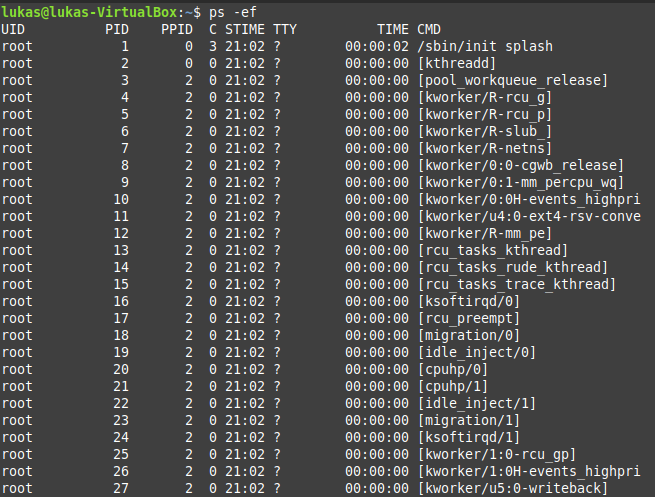 lukas@lukas-VirtualBox:~$ ps -ef
UID          PID    PPID  C STIME TTY          TIME CMD
root           1       0  3 21:02 ?        00:00:02 /sbin/init splash
root           2       0  0 21:02 ?        00:00:00 [kthreadd]
root           3       2  0 21:02 ?        00:00:00 [pool_workqueue_release]
root           4       2  0 21:02 ?        00:00:00 [kworker/R-rcu_g]
root           5       2  0 21:02 ?        00:00:00 [kworker/R-rcu_p]
root           6       2  0 21:02 ?        00:00:00 [kworker/R-slub_]
root           7       2  0 21:02 ?        00:00:00 [kworker/R-netns]
root           8       2  0 21:02 ?        00:00:00 [kworker/0:0-cgwb_release]
root           9       2  0 21:02 ?        00:00:00 [kworker/0:1-mm_percpu_wq]
root          10       2  0 21:02 ?        00:00:00 [kworker/0:0H-events_highpri
root          11       2  0 21:02 ?        00:00:00 [kworker/u4:0-ext4-rsv-conve
root          12       2  0 21:02 ?        00:00:00 [kworker/R-mm_pe]
root          13       2  0 21:02 ?        00:00:00 [rcu_tasks_kthread]
root          14       2  0 21:02 ?        00:00:00 [rcu_tasks_rude_kthread]
root          15       2  0 21:02 ?        00:00:00 [rcu_tasks_trace_kthread]
root          16       2  0 21:02 ?        00:00:00 [ksoftirqd/0]
root          17       2  0 21:02 ?        00:00:00 [rcu_preempt]
root          18       2  0 21:02 ?        00:00:00 [migration/0]
root          19       2  0 21:02 ?        00:00:00 [idle_inject/0]
root          20       2  0 21:02 ?        00:00:00 [cpuhp/0]
root          21       2  0 21:02 ?        00:00:00 [cpuhp/1]
root          22       2  0 21:02 ?        00:00:00 [idle_inject/1]
root          23       2  0 21:02 ?        00:00:00 [migration/1]
root          24       2  0 21:02 ?        00:00:00 [ksoftirqd/1]
root          25       2  0 21:02 ?        00:00:00 [kworker/1:0-rcu_gp]
root          26       2  0 21:02 ?        00:00:00 [kworker/1:0H-events_highpri
root          27       2  0 21:02 ?        00:00:00 [kworker/u5:0-writeback]